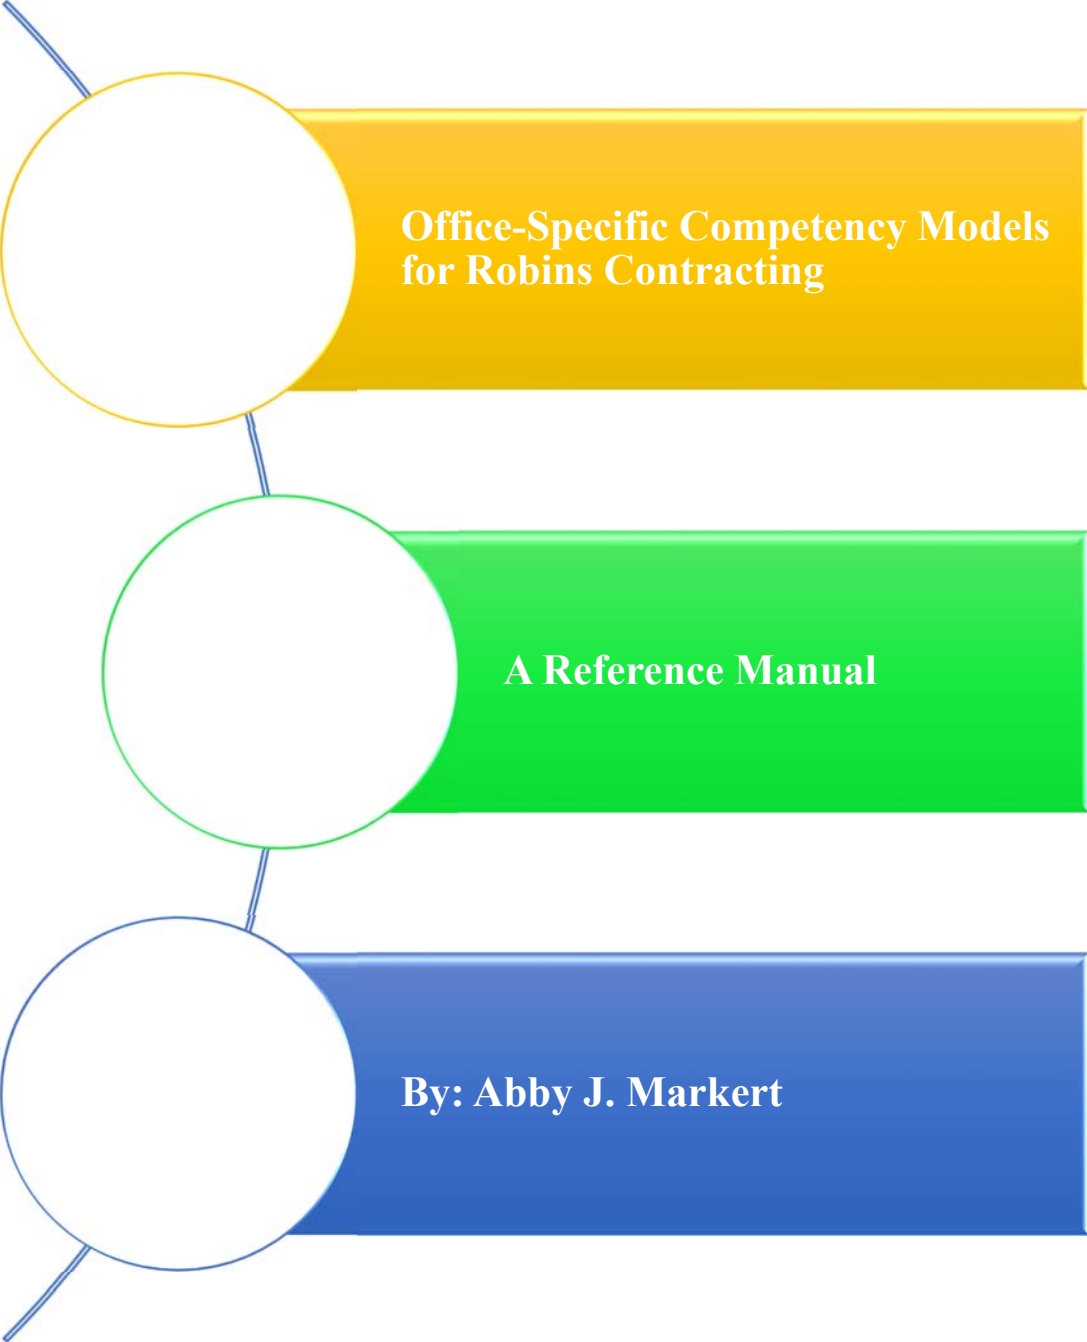 Office-Specific Competency Models
for Robins Contracting
A Reference Manual
By: Abby J. Markert